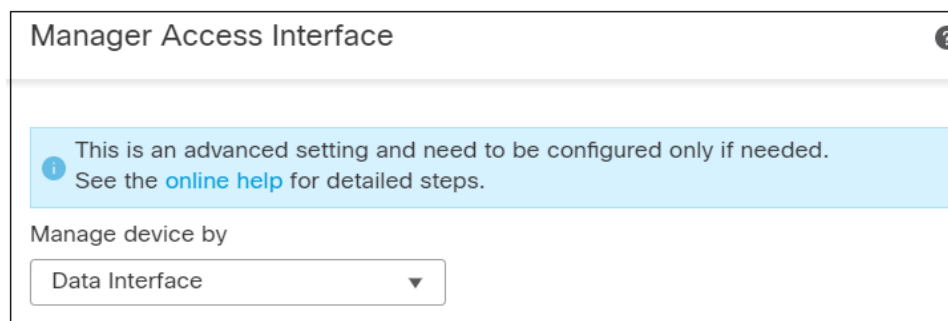 Manager Access Interface
This is an advanced setting and need to be configured only if needed.
See the online help for detailed steps.
Manage device by
Data Interface